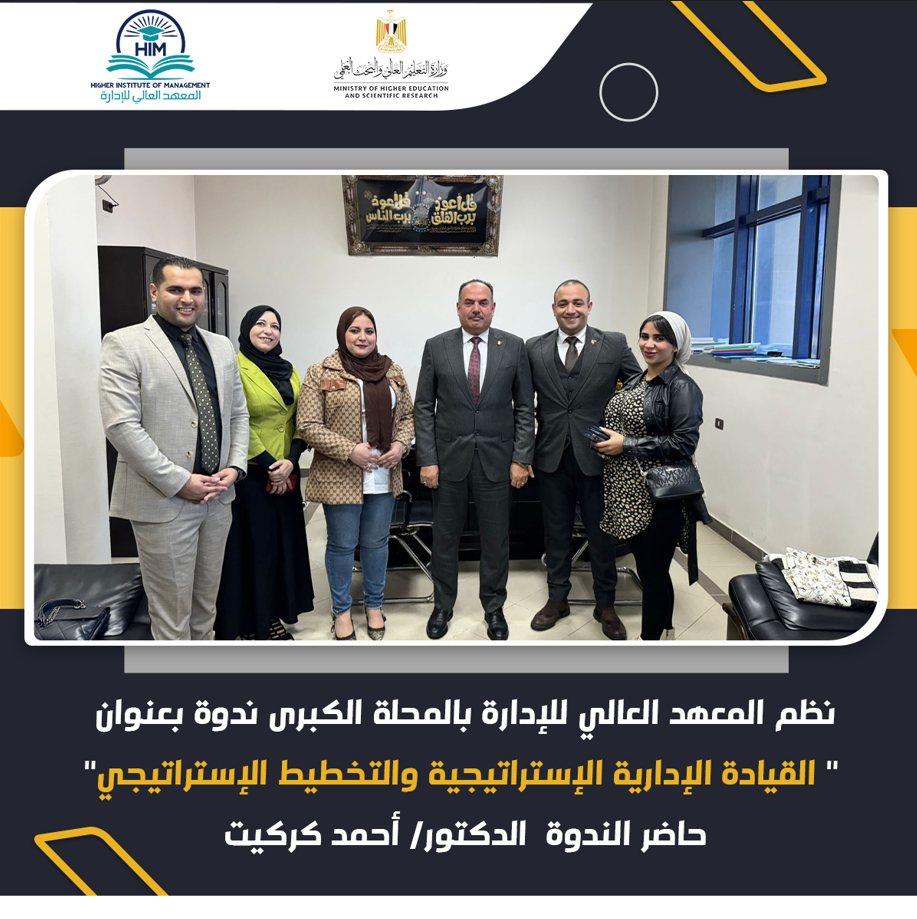 HIM
HIGHER INSTITUTE OF MANAGEMENT
المعهد العالي للإدارة
وزارة التعليم العالي والبحث العلمي
MINISTRY OF HIGHER EDUCATION
AND SCIENTIFIC RESEARCH
قل أعوذ برب الفلق
قل أعوذ برب الناس
نظم المعهد العالي للإدارة بالمحلة الكبرى ندوة بعنوان
" القيادة الإدارية الإستراتيجية والتخطيط الإستراتيجي"
حاضر الندوة الدكتور/ أحمد كركيت